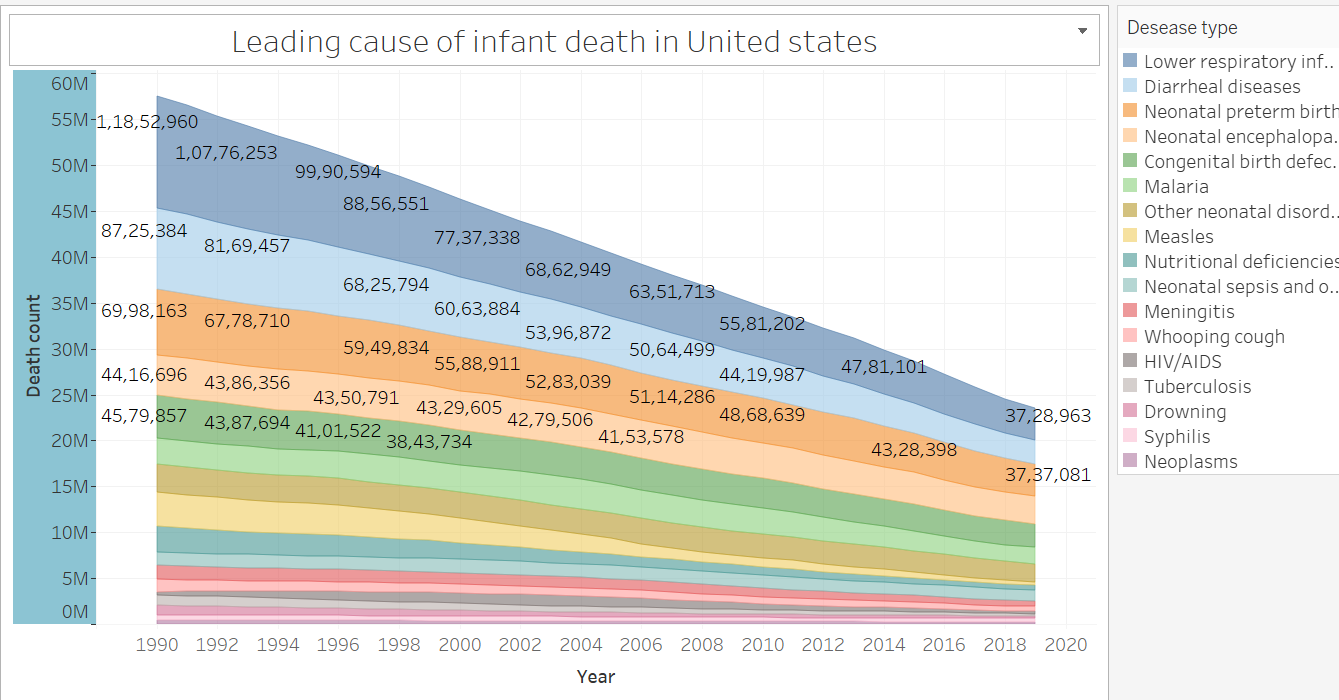 Leading cause of infant death in United states
Desease type
Lower respiratory inf..
Diarrheal diseases
Neonatal preterm birth
Neonatal encephalopa.
Congenital birth defec.
Malaria
Other neonatal disord..
Measles
Nutritional deficiencies
Neonatal sepsis and o..
Meningitis
Whooping cough
HIV/AIDS
Tuberculosis
Drowning
Syphilis
Neoplasms
Death count
60M
55M
50M
45M
40M
35M
30M
25M
20M
15M
10M
5M
0M
1,18,52,960
1,07,76,253
99,90,594
88,56,551
77,37,338
68,62,949
63,51,713
55,81,202
47,81,101
37,28,963
87,25,384
81,69,457
68,25,794
60,63,884
53,96,872
50,64,499
44,19,987
69,98,163
67,78,710
59,49,834
55,88,911
52,83,039
51,14,286
48,68,639
43,28,398
37,37,081
44,16,696
43,86,356
43,50,791
43,29,605
42,79,506
41,53,578
45,79,857
43,87,694
41,01,522
38,43,734
1990 1992 1994 1996 1998 2000 2002 2004 2006 2008 2010 2012 2014 2016 2018 2020
Year